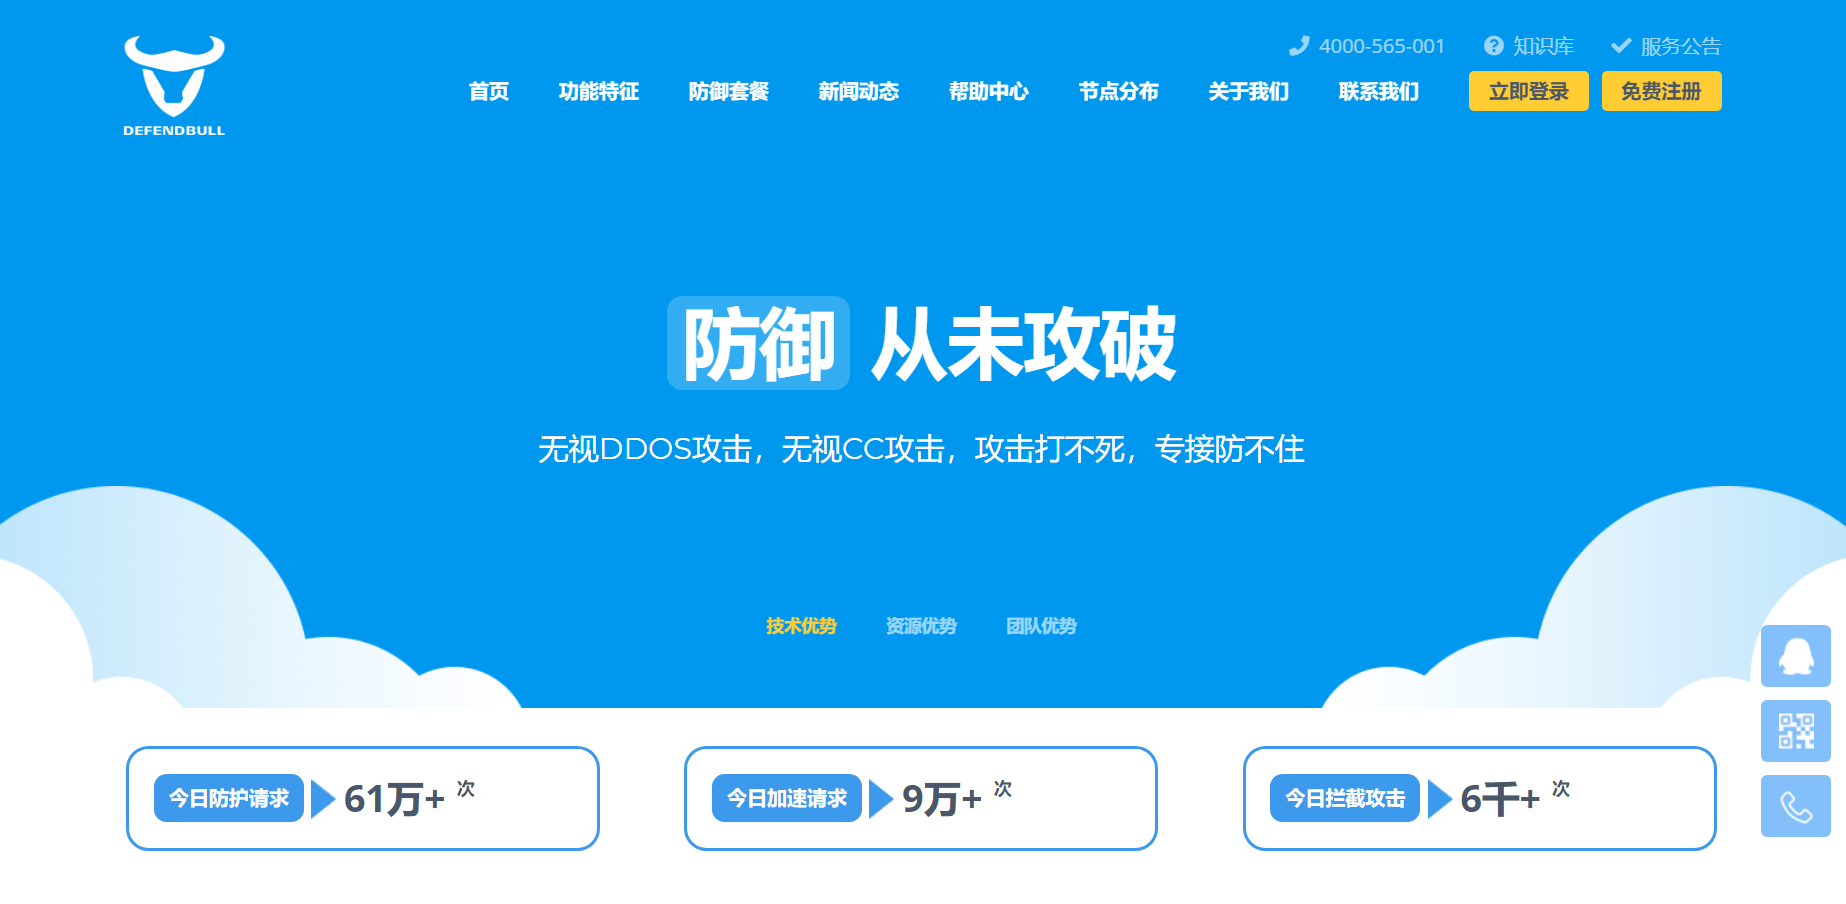 4000-565-001 知识库 服务公告
DEFENDBULL
首页 功能特征 防御套餐 新闻动态 帮助中心 节点分布 关于我们 联系我们 立即登录 免费注册
防御 从未攻破
无视DDOS攻击，无视CC攻击，攻击打不死，专接防不住
技术优势 资源优势 团队优势
今日防护请求 61万+ 次
今日加速请求 9万+ 次
今日拦截攻击 6千+ 次